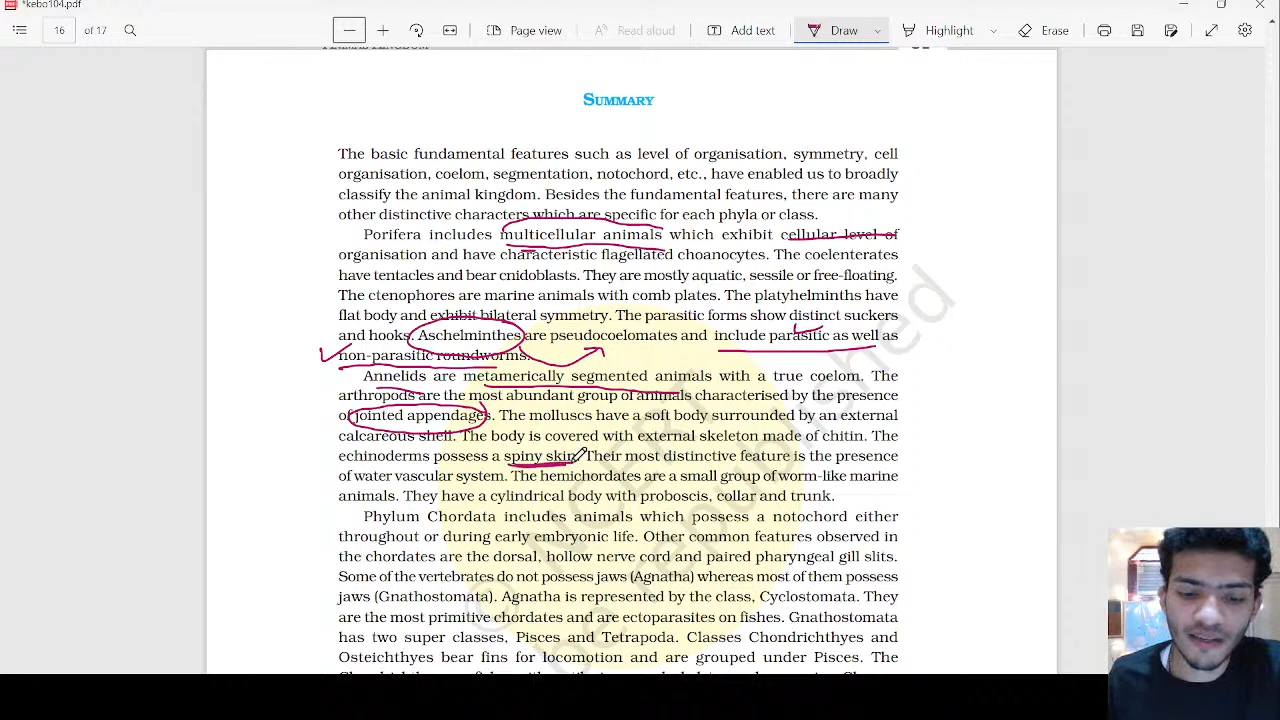 *kebo104.pdf
16 of 17 Page view Read aloud Add text Draw Highlight Erase
ANIMAL KINGDOM
SUMMARY
The basic fundamental features such as level of organisation, symmetry, cell
organisation, coelom, segmentation, notochord, etc., have enabled us to broadly
classify the animal kingdom. Besides the fundamental features, there are many
other distinctive characters which are specific for each phyla or class.
Porifera includes multicellular animals which exhibit cellular level of
organisation and have characteristic flagellated choanocytes. The coelenterates
have tentacles and bear cnidoblasts. They are mostly aquatic, sessile or free-floating.
The ctenophores are marine animals with comb plates. The platyhelminths have
flat body and exhibit bilateral symmetry. The parasitic forms show distinct suckers
and hooks. Aschelminthes are pseudocoelomates and include parasitic as well as
non-parasitic roundworms.
Annelids are metamerically segmented animals with a true coelom. The
arthropods are the most abundant group of animals characterised by the presence
of jointed appendages. The molluscs have a soft body surrounded by an external
calcareous shell. The body is covered with external skeleton made of chitin. The
echinoderms possess a spiny skin. Their most distinctive feature is the presence
of water vascular system. The hemichordates are a small group of worm-like marine
animals. They have a cylindrical body with proboscis, collar and trunk.
Phylum Chordata includes animals which possess a notochord either
throughout or during early embryonic life. Other common features observed in
the chordates are the dorsal, hollow nerve cord and paired pharyngeal gill slits.
Some of the vertebrates do not possess jaws (Agnatha) whereas most of them possess
jaws (Gnathostomata). Agnatha is represented by the class, Cyclostomata. They
are the most primitive chordates and are ectoparasites on fishes. Gnathostomata
has two super classes, Pisces and Tetrapoda. Classes Chondrichthyes and
Osteichthyes bear fins for locomotion and are grouped under Pisces. The
© NCERT
be republished